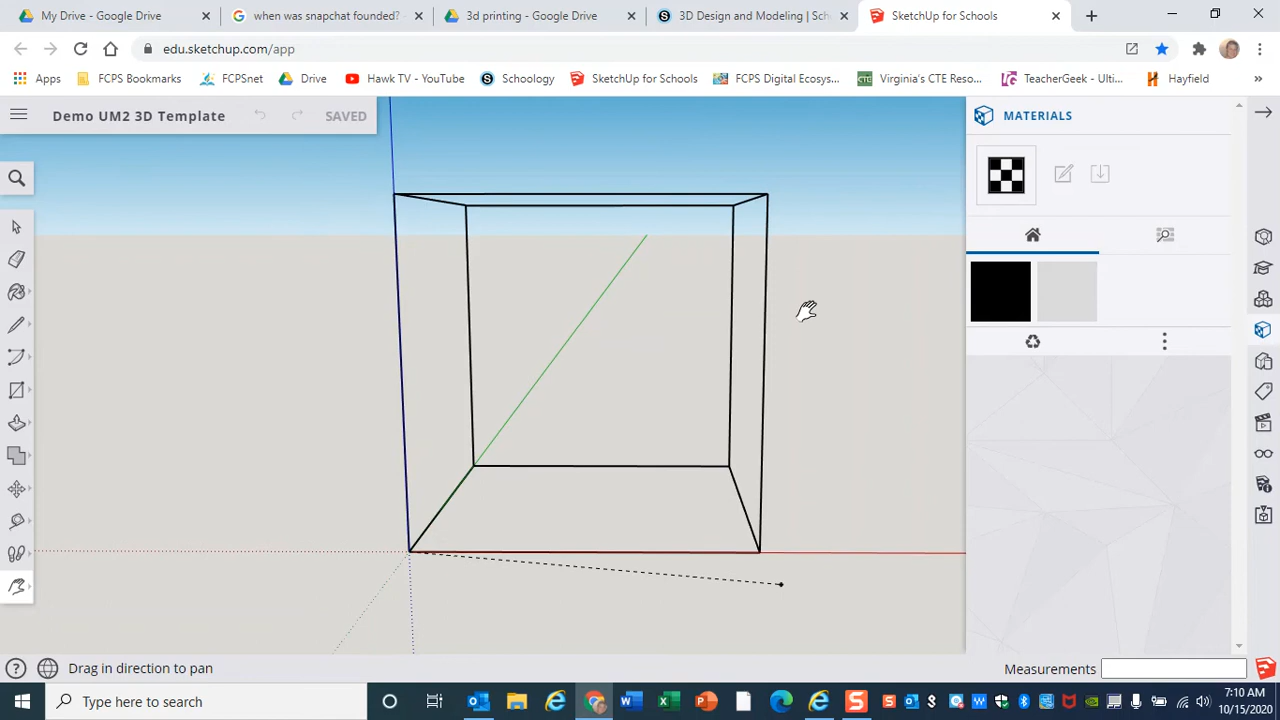 My Drive - Google Drive
when was snapchat founded?
3d printing - Google Drive
3D Design and Modeling | Sch
SketchUp for Schools
edu.sketchup.com/app
Apps
FCPS Bookmarks
FCPSnet
Drive
Hawk TV - YouTube
Schoology
SketchUp for Schools
FCPS Digital Ecosy...
Virginia's CTE Reso...
TeacherGeek - Ulti...
Hayfield
»
Demo UM2 3D Template
SAVED
MATERIALS
Drag in direction to pan
Measurements
Type here to search
7:10 AM
10/15/2020